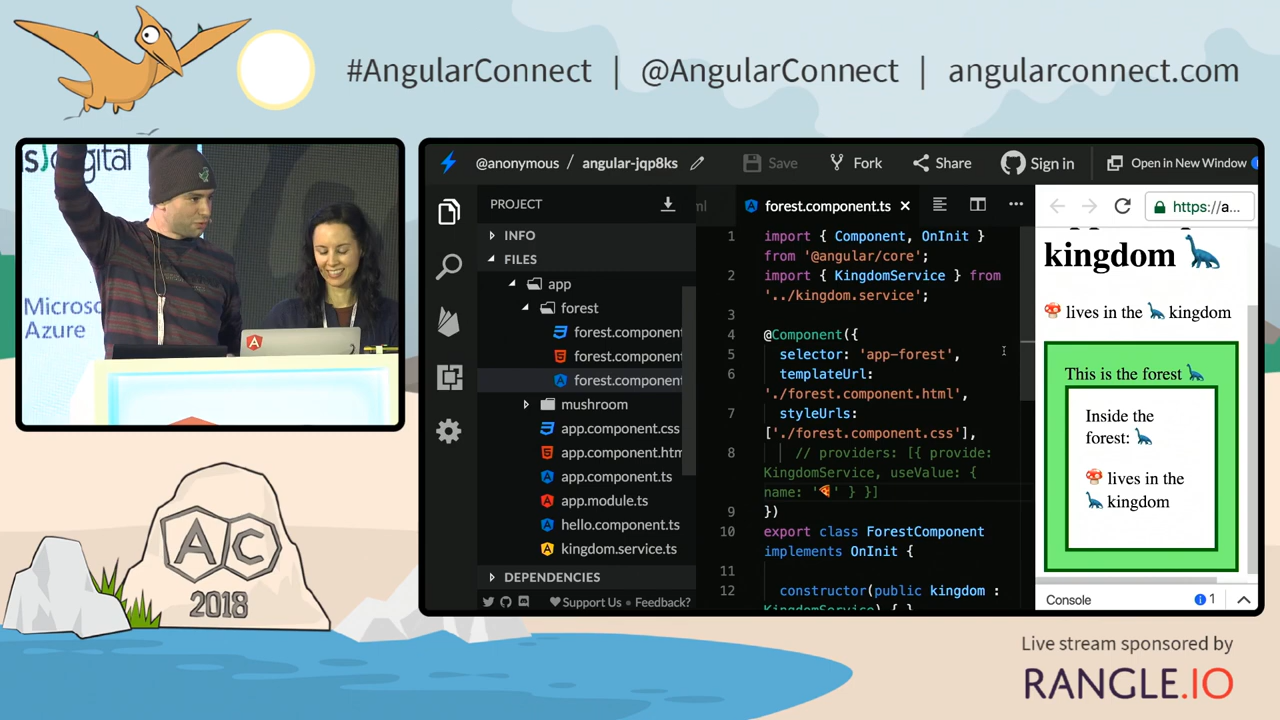 #AngularConnect | @AngularConnect | angularconnect.com
s digital
Microso
Azure
AC
2018
@anonymous / angular-jqp8ks
Save
Fork
Share
Sign in
Open in New Window
PROJECT
INFO
FILES
app
forest
forest.component
forest.component
forest.component
mushroom
app.component.css
app.component.htm
app.component.ts
app.module.ts
hello.component.ts
kingdom.service.ts
DEPENDENCIES
Support Us • Feedback?
ml
forest.component.ts
1 import { Component, OnInit }
from '@angular/core';
2 import { KingdomService } from
'../kingdom.service';
3
4 @Component({
5 selector: 'app-forest',
6 templateUrl:
'./forest.component.html',
7 styleUrls:
['./forest.component.css'],
8 // providers: [{ provide:
KingdomService, useValue: {
name: '🍕' } }]
9 })
10 export class ForestComponent
implements OnInit {
11
12 constructor(public kingdom :
KingdomService) { }
https://a...
kingdom 🦕
🍄 lives in the 🦕 kingdom
This is the forest 🦕
Inside the
forest: 🦕
🍄 lives in the
🦕 kingdom
Console
1
Live stream sponsored by
RANGLE.IO